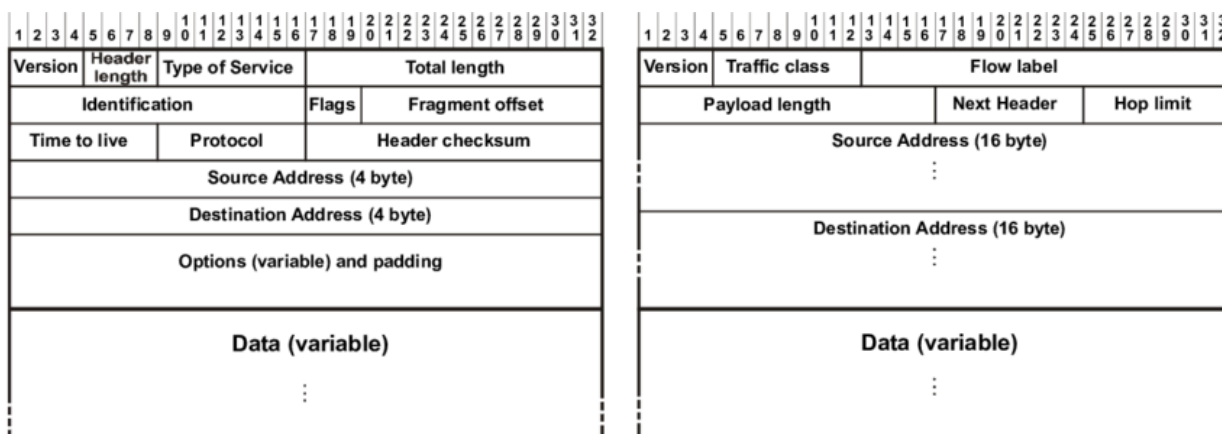 1 2 3 4 5 6 7 8 9 10 11 12 13 14 15 16 17 18 19 20 21 22 23 24 25 26 27 28 29 30 31 32
Version Header length Type of Service Total length
Identification Flags Fragment offset
Time to live Protocol Header checksum
Source Address (4 byte)
Destination Address (4 byte)
Options (variable) and padding
Data (variable)
1 2 3 4 5 6 7 8 9 10 11 12 13 14 15 16 17 18 19 20 21 22 23 24 25 26 27 28 29 30 31 32
Version Traffic class Flow label
Payload length Next Header Hop limit
Source Address (16 byte)
Destination Address (16 byte)
Data (variable)